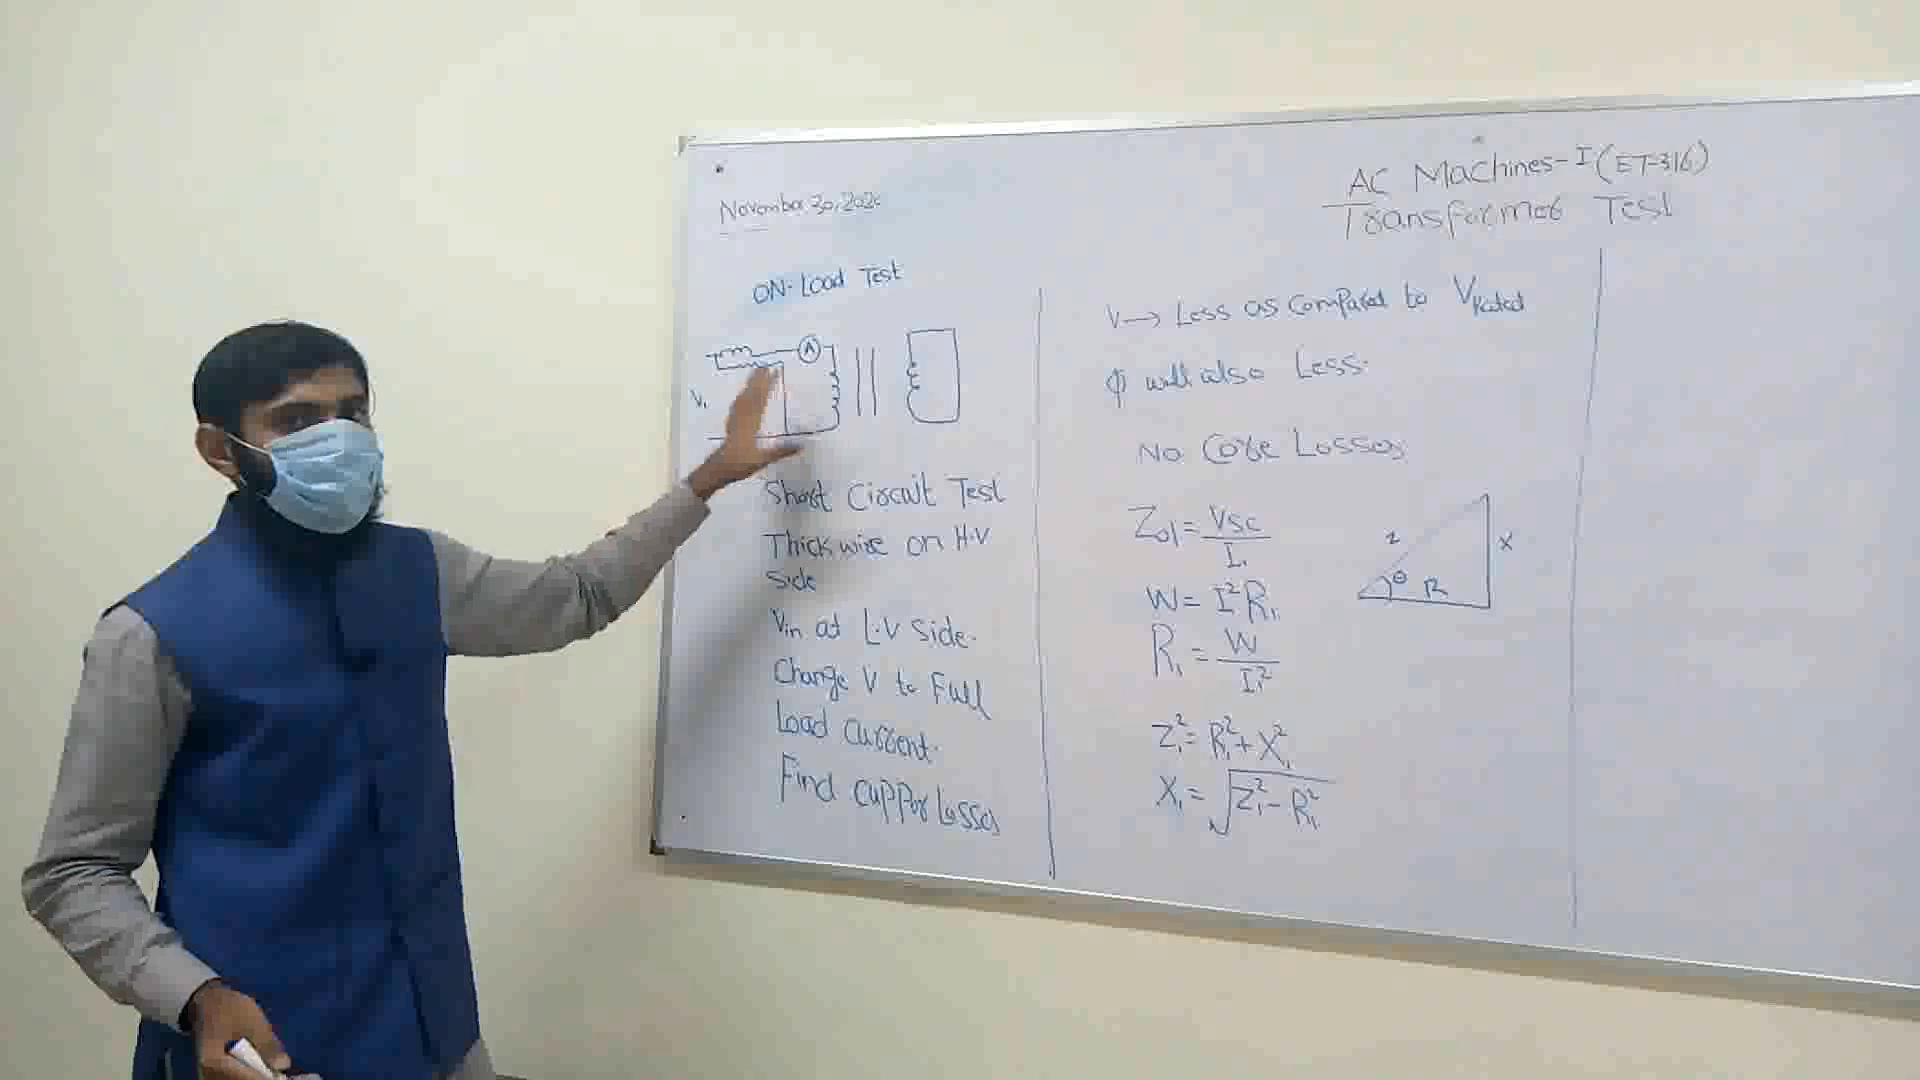 November 30, 2020
AC Machines-I (ET-316)
Transformer Test
ON-Load Test
A
V₁
Short Circuit Test
Thick wire on H.V
Side
Vin at L.V side.
Change V to Full
Load Current.
Find cuppor Losses
V → Less as compared to VRated
φ will also Less.
No Core Losses
Z01 = VSC / I₁
W = I²R₁
R₁ = W / I₁²
Z₁² = R₁² + X₁²
X₁ = √Z₁² - R₁²
z
X
θ
R